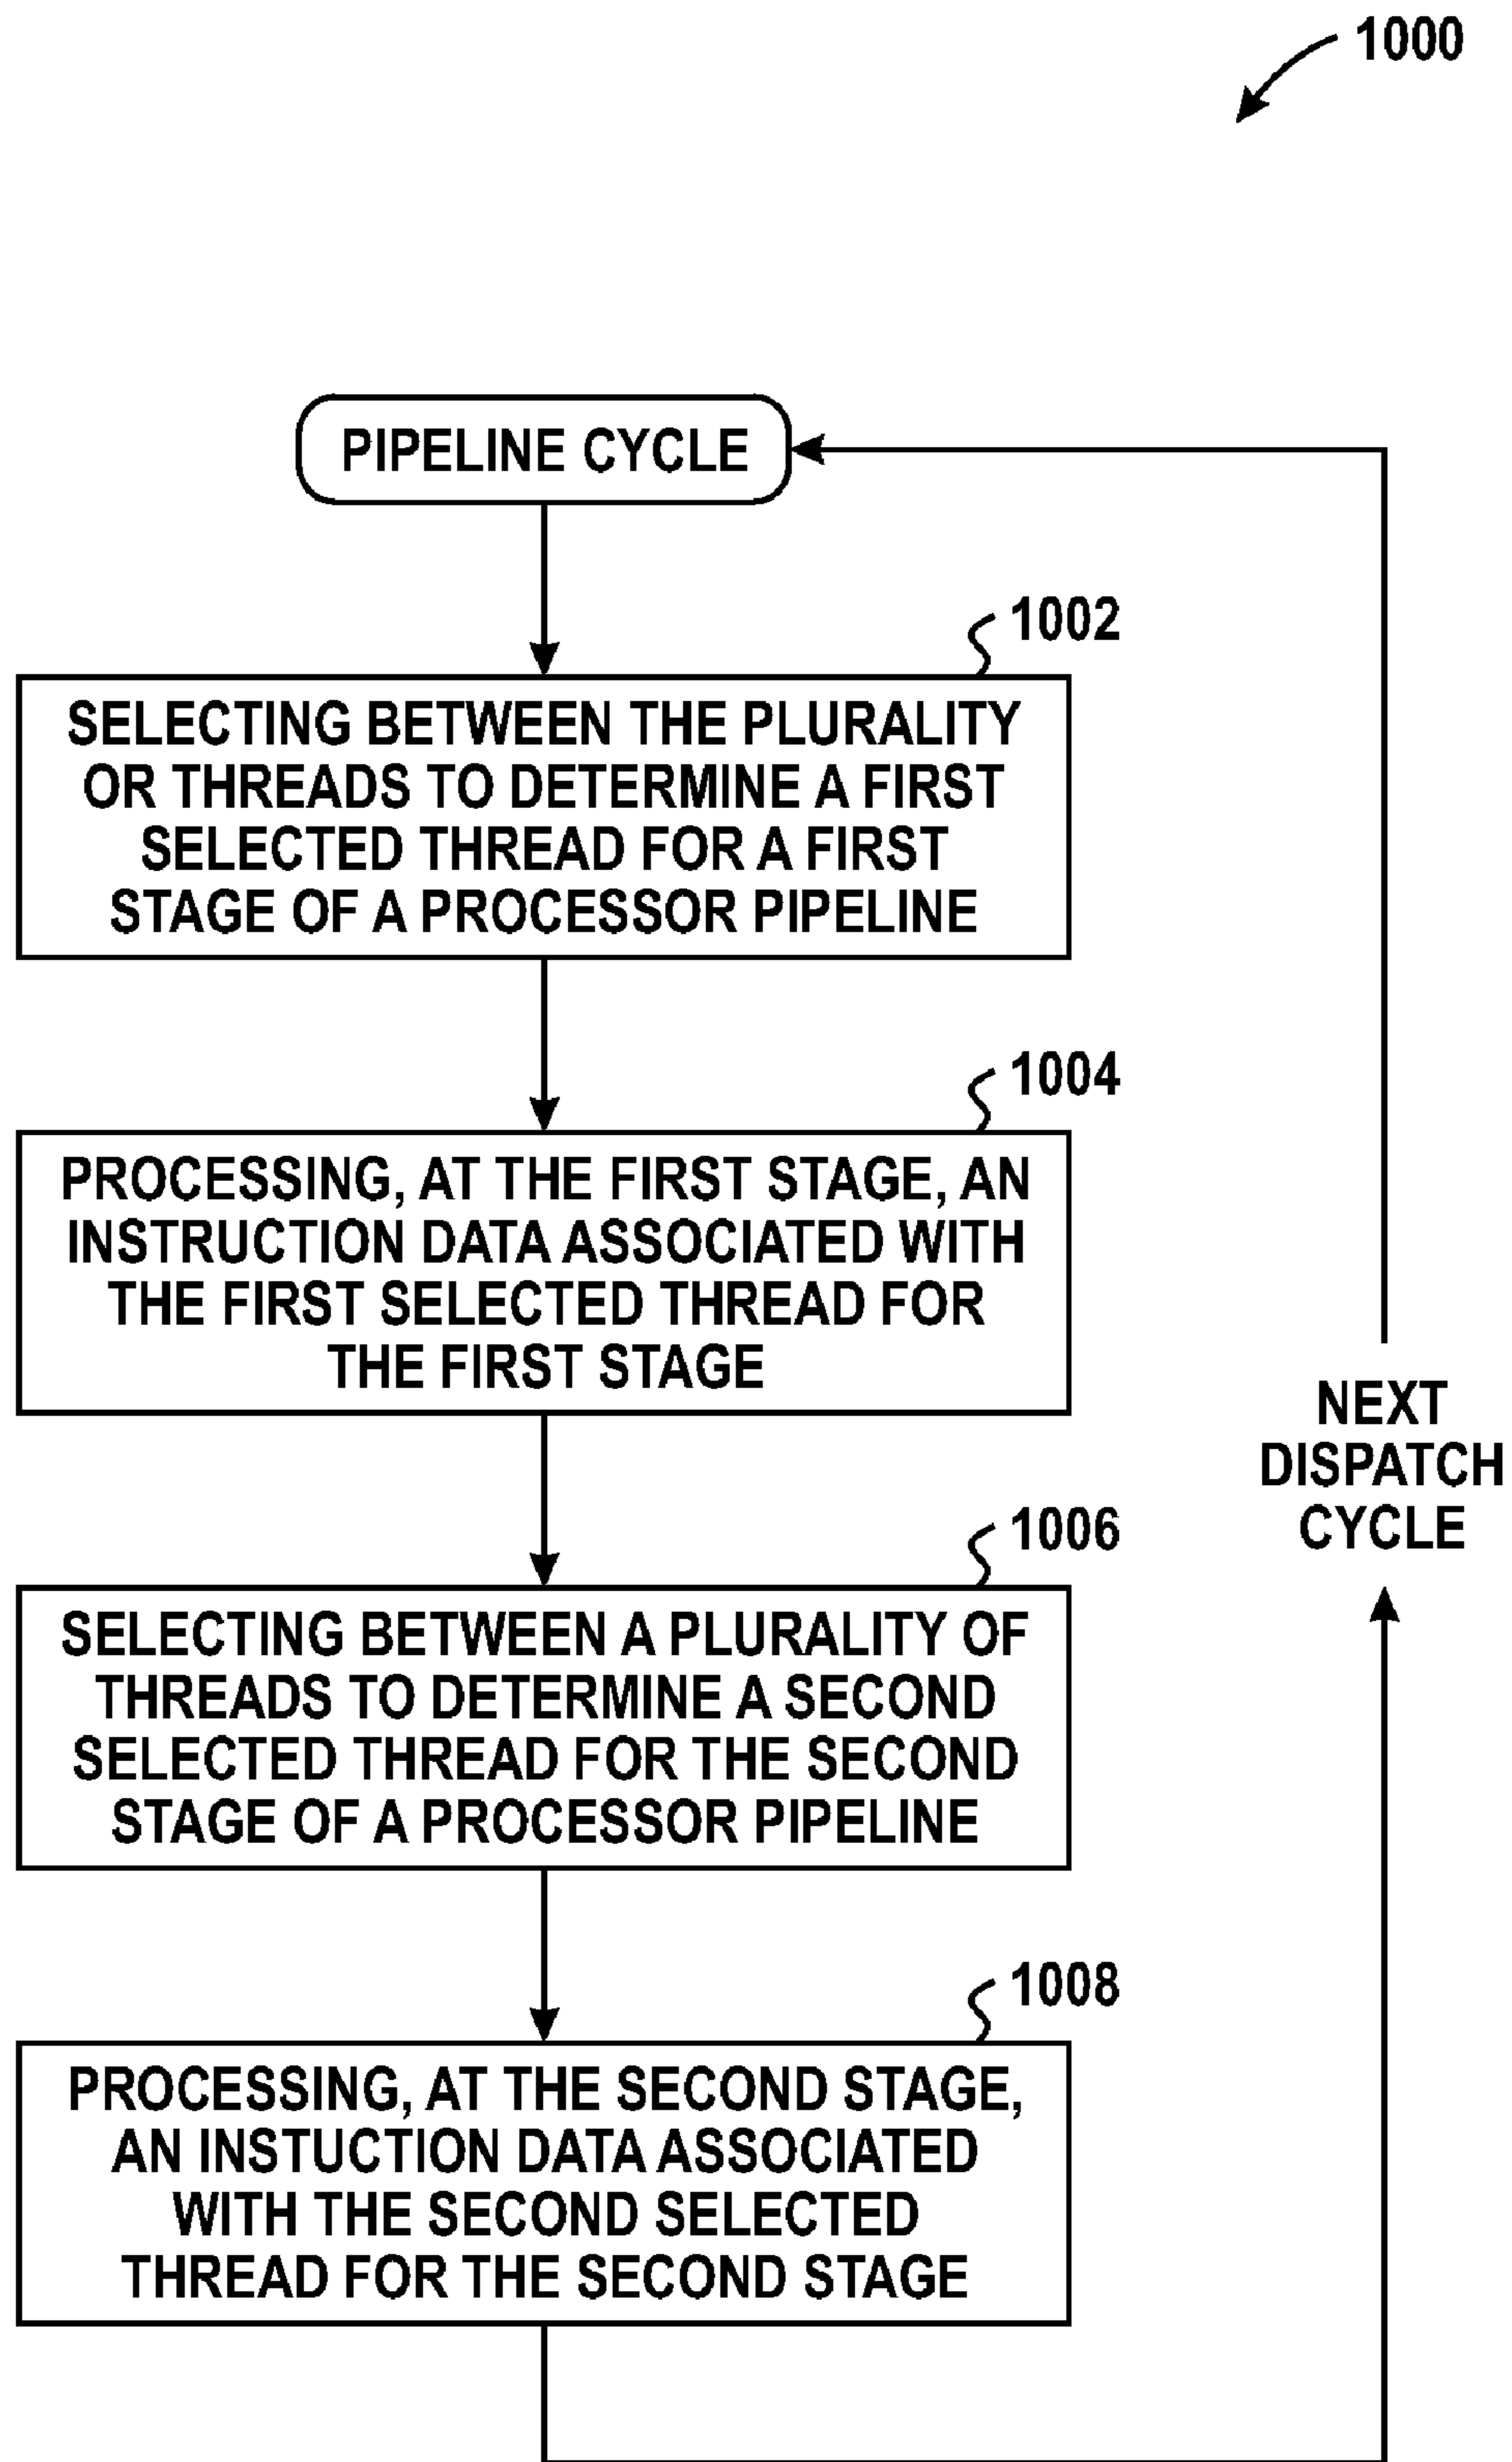 1000
PIPELINE CYCLE
1002
SELECTING BETWEEN THE PLURALITY
OR THREADS TO DETERMINE A FIRST
SELECTED THREAD FOR A FIRST
STAGE OF A PROCESSOR PIPELINE
1004
PROCESSING, AT THE FIRST STAGE, AN
INSTRUCTION DATA ASSOCIATED WITH
THE FIRST SELECTED THREAD FOR
THE FIRST STAGE
NEXT
DISPATCH
CYCLE
1006
SELECTING BETWEEN A PLURALITY OF
THREADS TO DETERMINE A SECOND
SELECTED THREAD FOR THE SECOND
STAGE OF A PROCESSOR PIPELINE
1008
PROCESSING, AT THE SECOND STAGE,
AN INSTUCTION DATA ASSOCIATED
WITH THE SECOND SELECTED
THREAD FOR THE SECOND STAGE